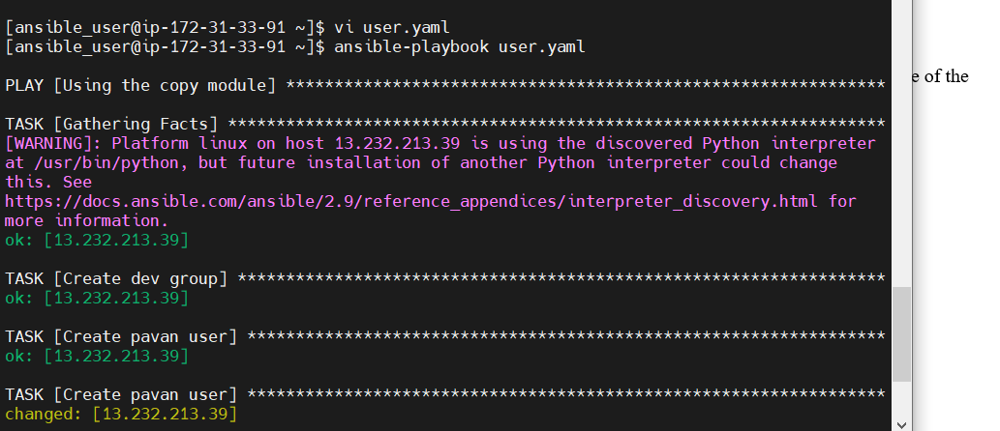 [ansible_user@ip-172-31-33-91 ~]$ vi user.yaml
[ansible_user@ip-172-31-33-91 ~]$ ansible-playbook user.yaml
PLAY [Using the copy module] **************************************************************
TASK [Gathering Facts] ********************************************************************
[WARNING]: Platform linux on host 13.232.213.39 is using the discovered Python interpreter
at /usr/bin/python, but future installation of another Python interpreter could change
this. See
https://docs.ansible.com/ansible/2.9/reference_appendices/interpreter_discovery.html for
more information.
ok: [13.232.213.39]
TASK [Create dev group] *******************************************************************
ok: [13.232.213.39]
TASK [Create pavan user] ******************************************************************
ok: [13.232.213.39]
TASK [Create pavan user] ******************************************************************
changed: [13.232.213.39]
e of the